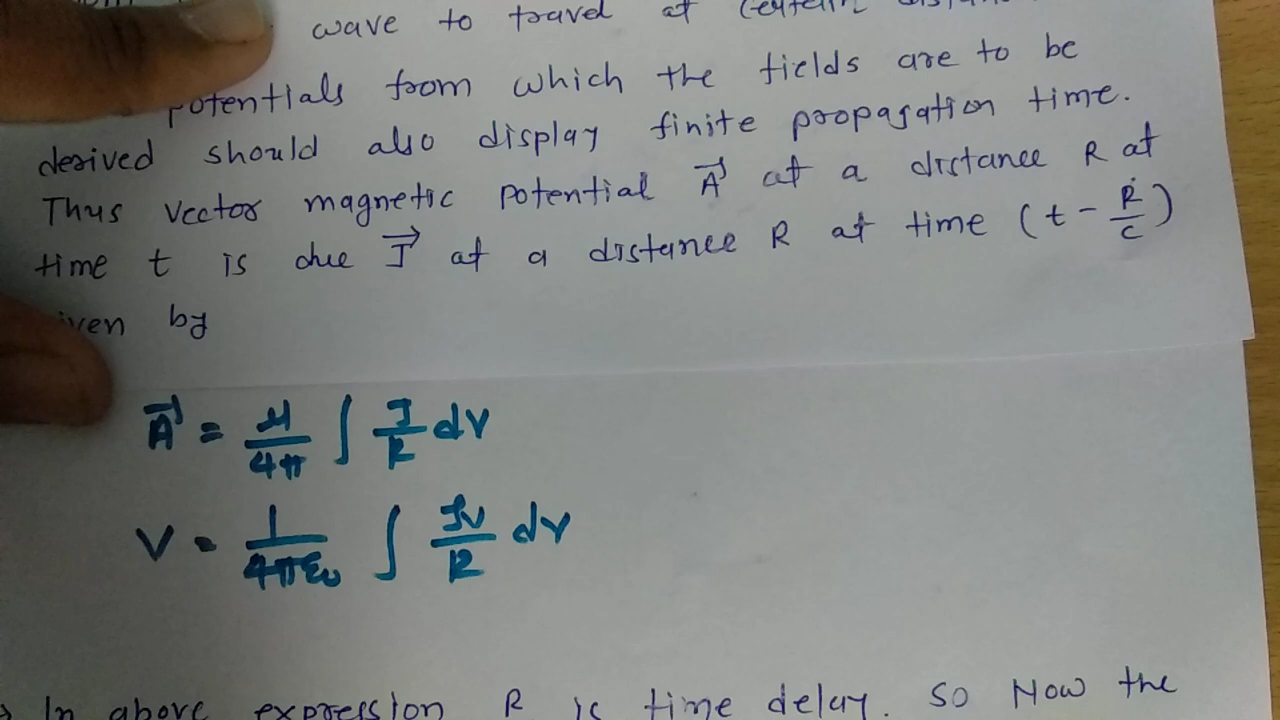 wave to travel at certain
potentials from which the fields are to be
derived should also display finite propagation time.
Thus vector magnetic potential A⃗ at a distance R at
time t is due J⃗ at a distance R at time (t - R/c)
iven by
A⃗ = μ/4π ∫ J/R dv
V = 1/4πε₀ ∫ ρv/R dv
In above expression R is time delay. so Now the